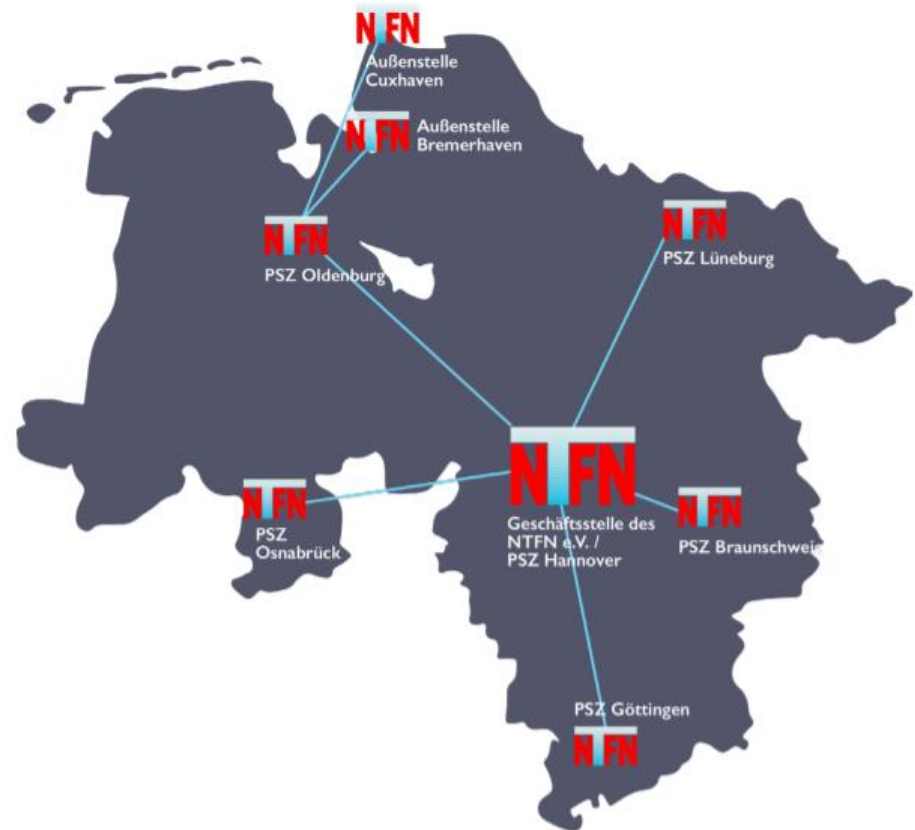 NTFN
Außenstelle
Cuxhaven
NTFN
Außenstelle
Bremerhaven
NTFN
PSZ Oldenburg
NTFN
PSZ Lüneburg
NTFN
Geschäftsstelle des
NTFN e.V. /
PSZ Hannover
NTFN
PSZ
Osnabrück
NTFN
PSZ Braunschweig
PSZ Göttingen
NTFN